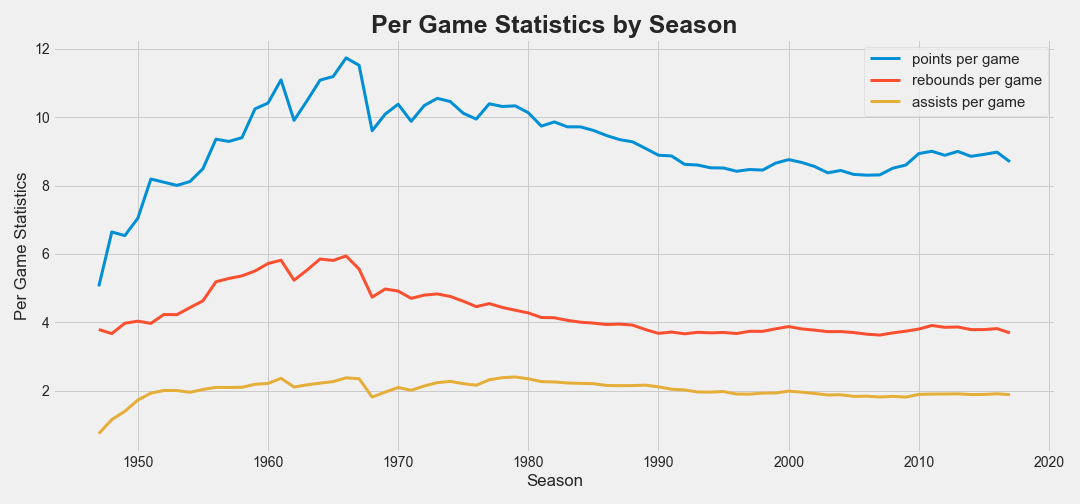 Per Game Statistics by Season
points per game
rebounds per game
assists per game
Per Game Statistics
12
10
8
6
4
2
1950 1960 1970 1980 1990 2000 2010 2020
Season